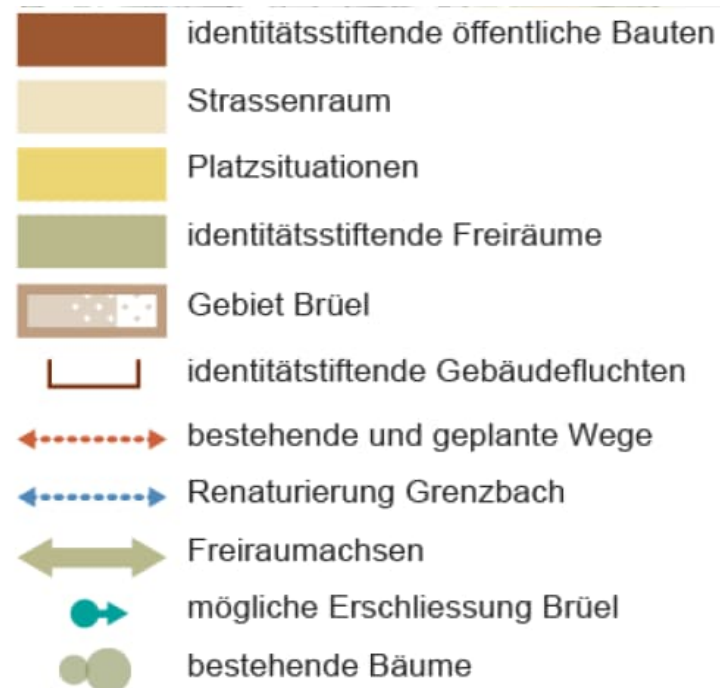 identitätsstiftende öffentliche Bauten
Strassenraum
Platzsituationen
identitätsstiftende Freiräume
Gebiet Brüel
identitätstiftende Gebäudefluchten
bestehende und geplante Wege
Renaturierung Grenzbach
Freiraumachsen
mögliche Erschliessung Brüel
bestehende Bäume